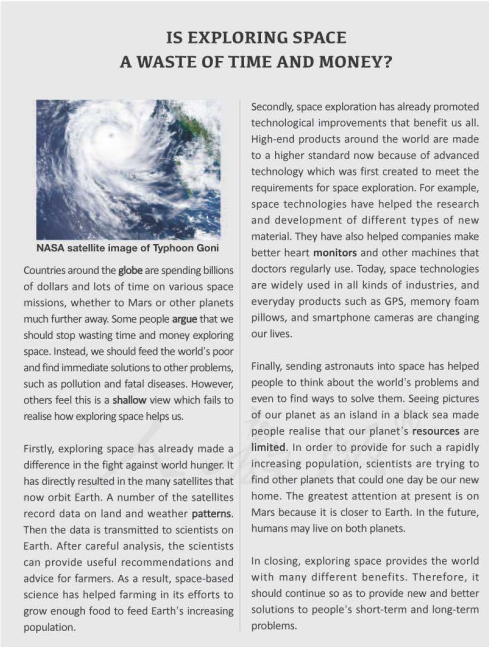 IS EXPLORING SPACE
A WASTE OF TIME AND MONEY?
NASA satellite image of Typhoon Goni
Countries around the globe are spending billions
of dollars and lots of time on various space
missions, whether to Mars or other planets
much further away. Some people argue that we
should stop wasting time and money exploring
space. Instead, we should feed the world's poor
and find immediate solutions to other problems,
such as pollution and fatal diseases. However,
others feel this is a shallow view which fails to
realise how exploring space helps us.
Firstly, exploring space has already made a
difference in the fight against world hunger. It
has directly resulted in the many satellites that
now orbit Earth. A number of the satellites
record data on land and weather patterns.
Then the data is transmitted to scientists on
Earth. After careful analysis, the scientists
can provide useful recommendations and
advice for farmers. As a result, space-based
science has helped farming in its efforts to
grow enough food to feed Earth's increasing
population.
Secondly, space exploration has already promoted
technological improvements that benefit us all.
High-end products around the world are made
to a higher standard now because of advanced
technology which was first created to meet the
requirements for space exploration. For example,
space technologies have helped the research
and development of different types of new
material. They have also helped companies make
better heart monitors and other machines that
doctors regularly use. Today, space technologies
are widely used in all kinds of industries, and
everyday products such as GPS, memory foam
pillows, and smartphone cameras are changing
our lives.
Finally, sending astronauts into space has helped
people to think about the world's problems and
even to find ways to solve them. Seeing pictures
of our planet as an island in a black sea made
people realise that our planet's resources are
limited. In order to provide for such a rapidly
increasing population, scientists are trying to
find other planets that could one day be our new
home. The greatest attention at present is on
Mars because it is closer to Earth. In the future,
humans may live on both planets.
In closing, exploring space provides the world
with many different benefits. Therefore, it
should continue so as to provide new and better
solutions to people's short-term and long-term
problems.